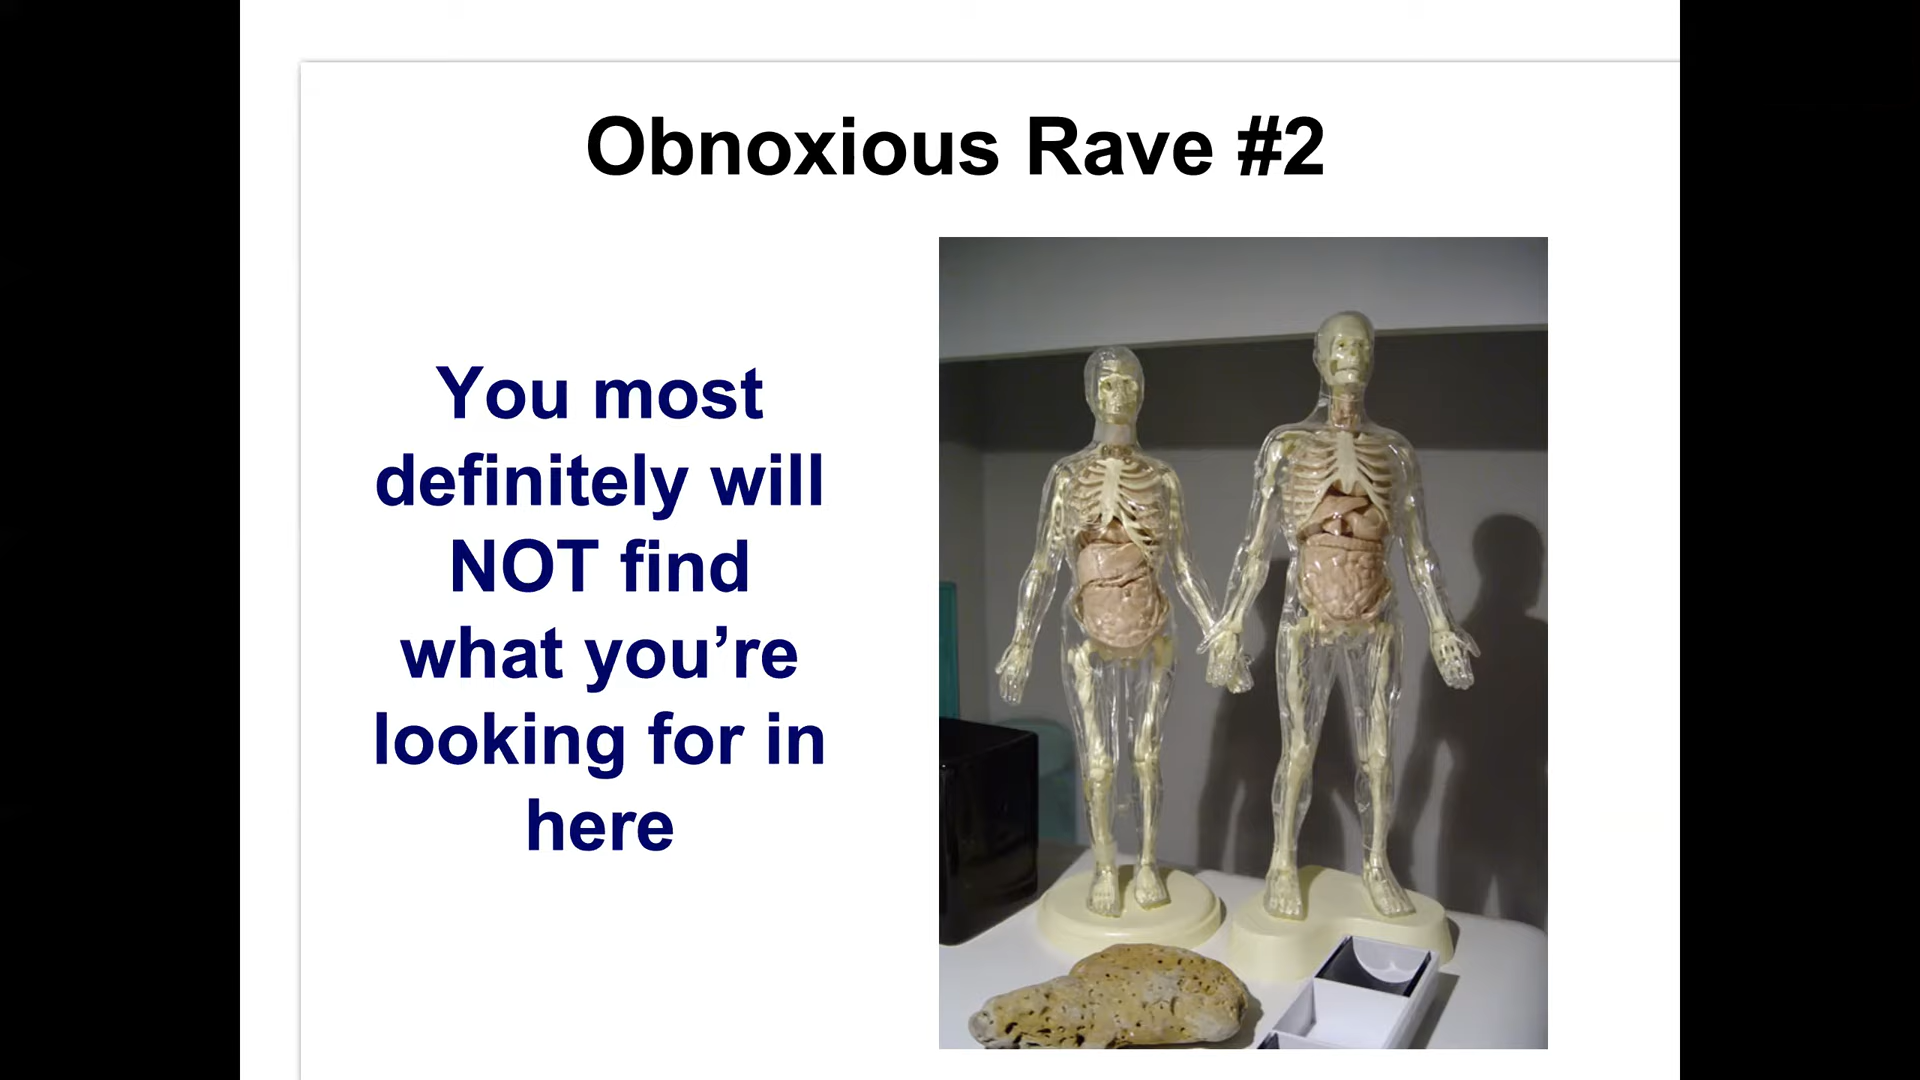 Obnoxious Rave #2
You most
definitely will
NOT find
what you’re
looking for in
here